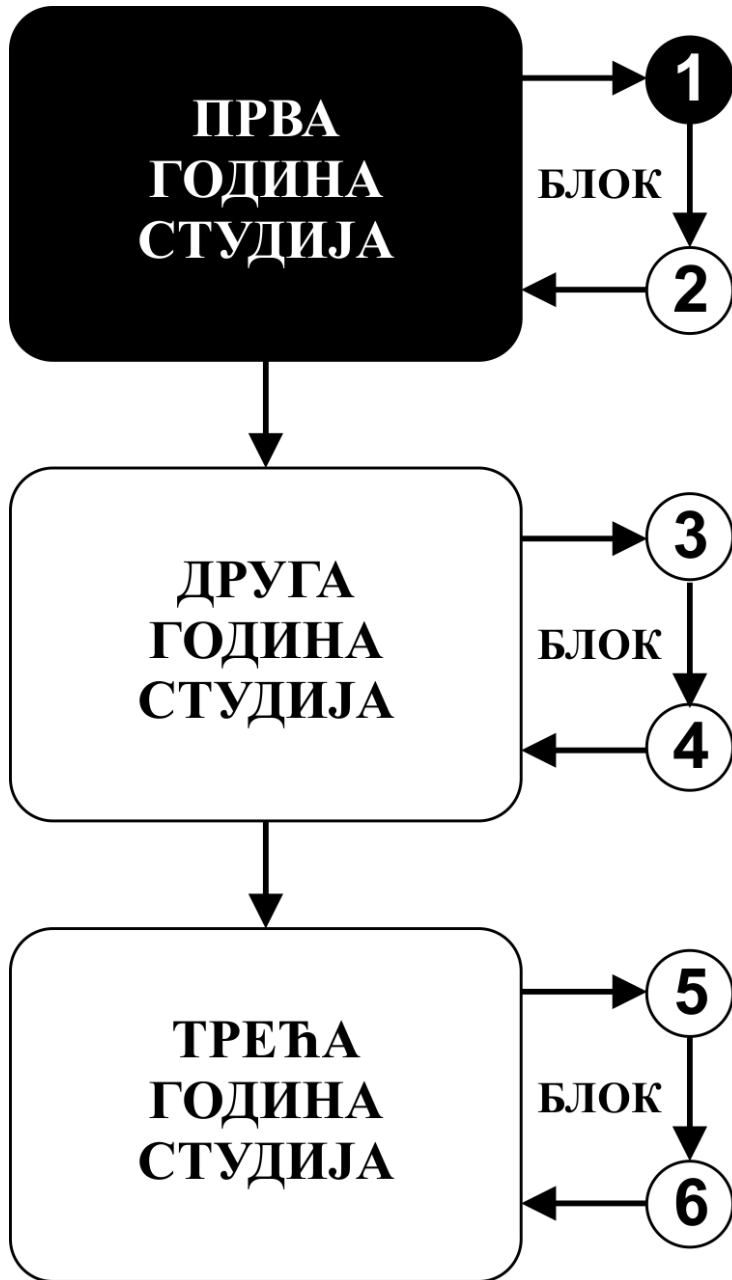 ПРВА
ГОДИНА
СТУДИЈА
1
БЛОК
2
ДРУГА
ГОДИНА
СТУДИЈА
3
БЛОК
4
ТРЕЋА
ГОДИНА
СТУДИЈА
5
БЛОК
6